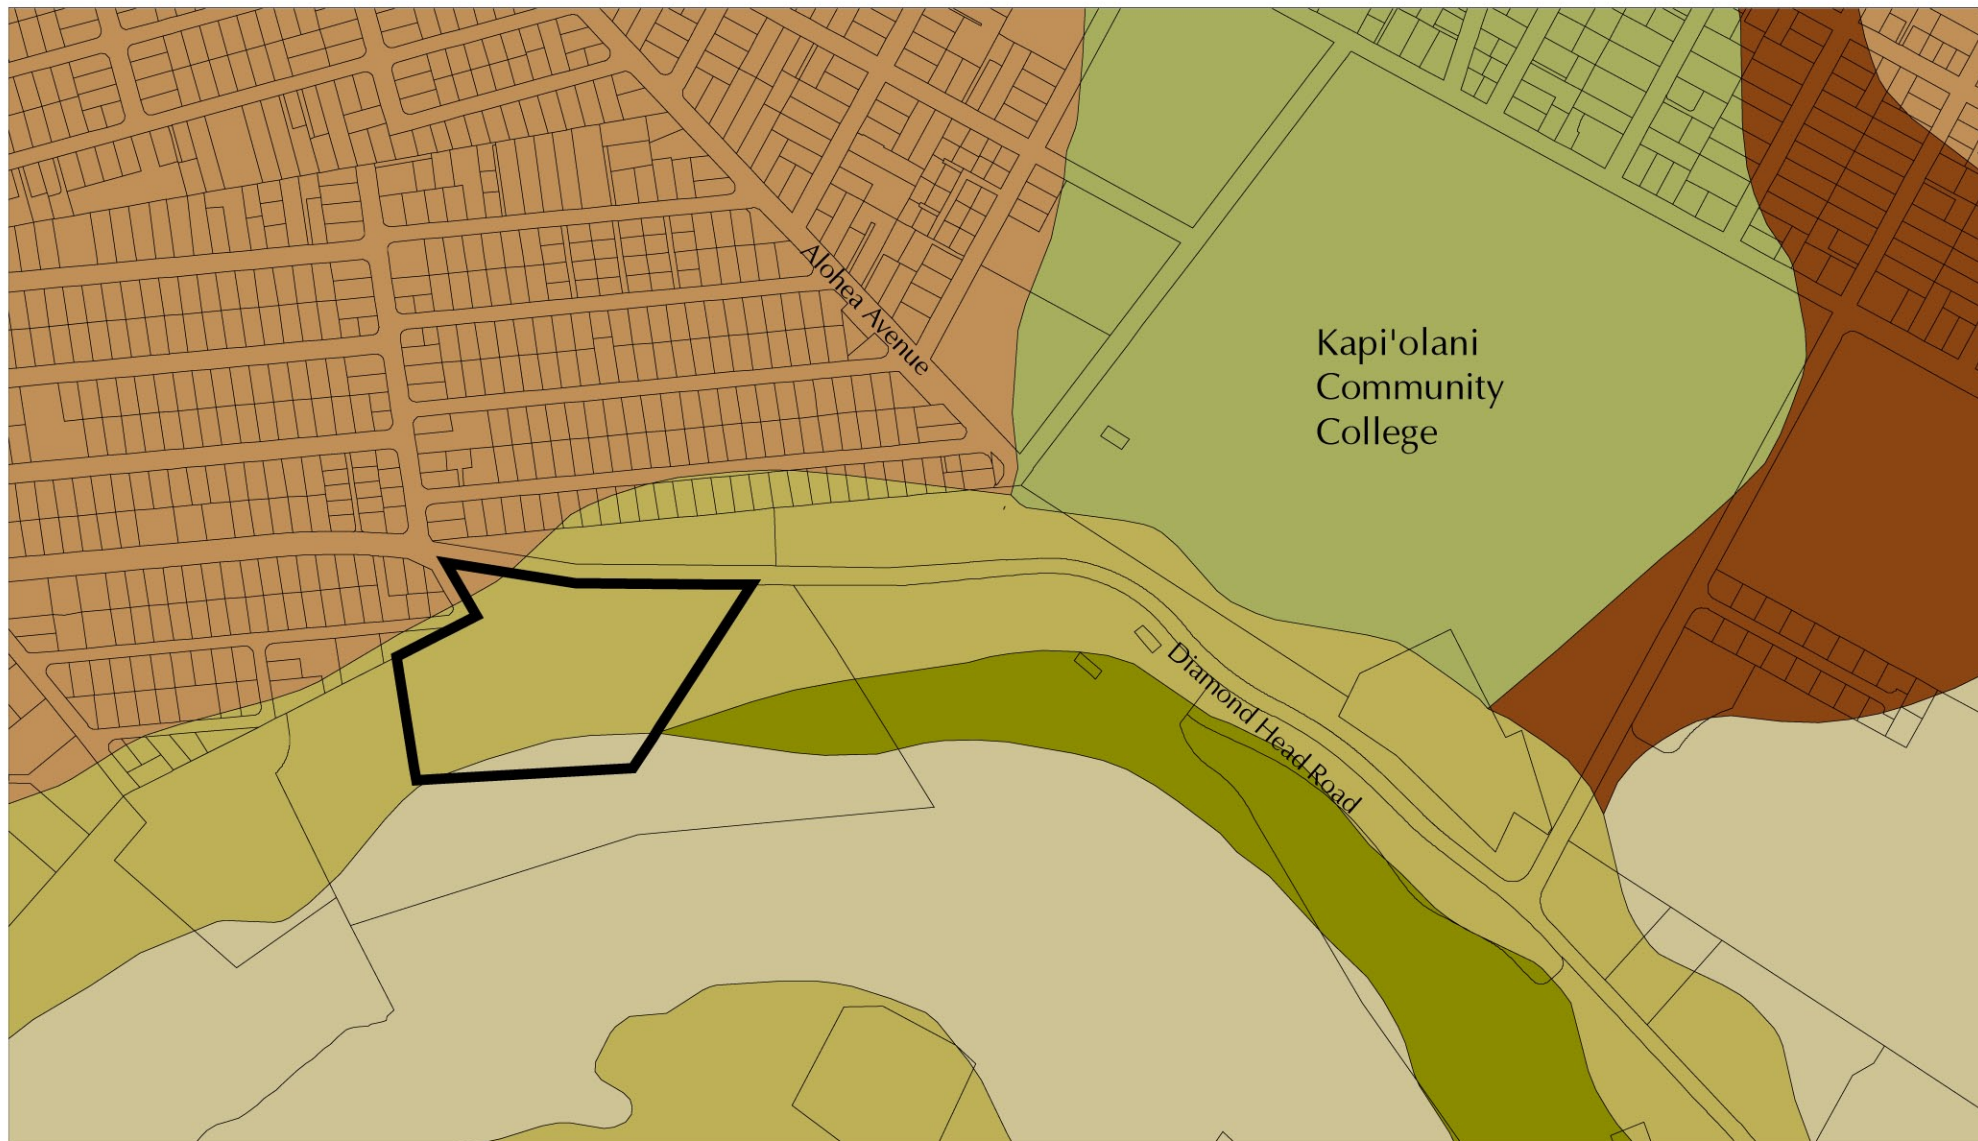 Alohea Avenue
Kapi'olani
Community
College
Diamond Head Road